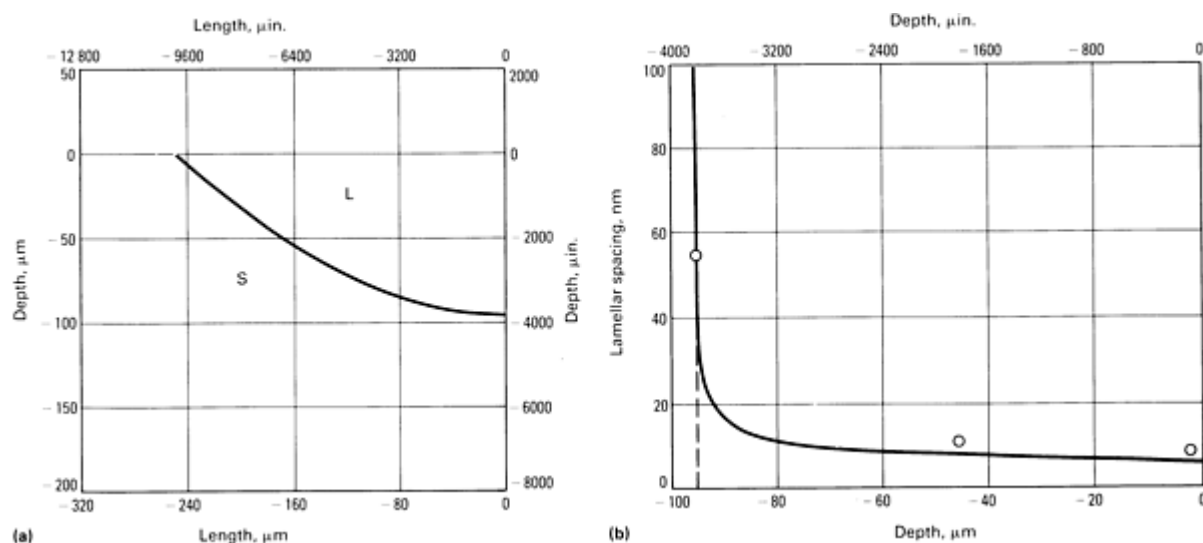 Length, µin.
−12 800 −9600 −6400 −3200 0
50 2000
0 0
−50 −2000
−100 −4000
−150 −6000
−200 −8000
Depth, µm
Depth, µin.
L
S
−320 −240 −160 −80 0
(a) Length, µm
Depth, µin.
−4000 −3200 −2400 −1600 −800 0
100
80
60
40
20
0
Lamellar spacing, nm
−100 −80 −60 −40 −20 0
(b) Depth, µm